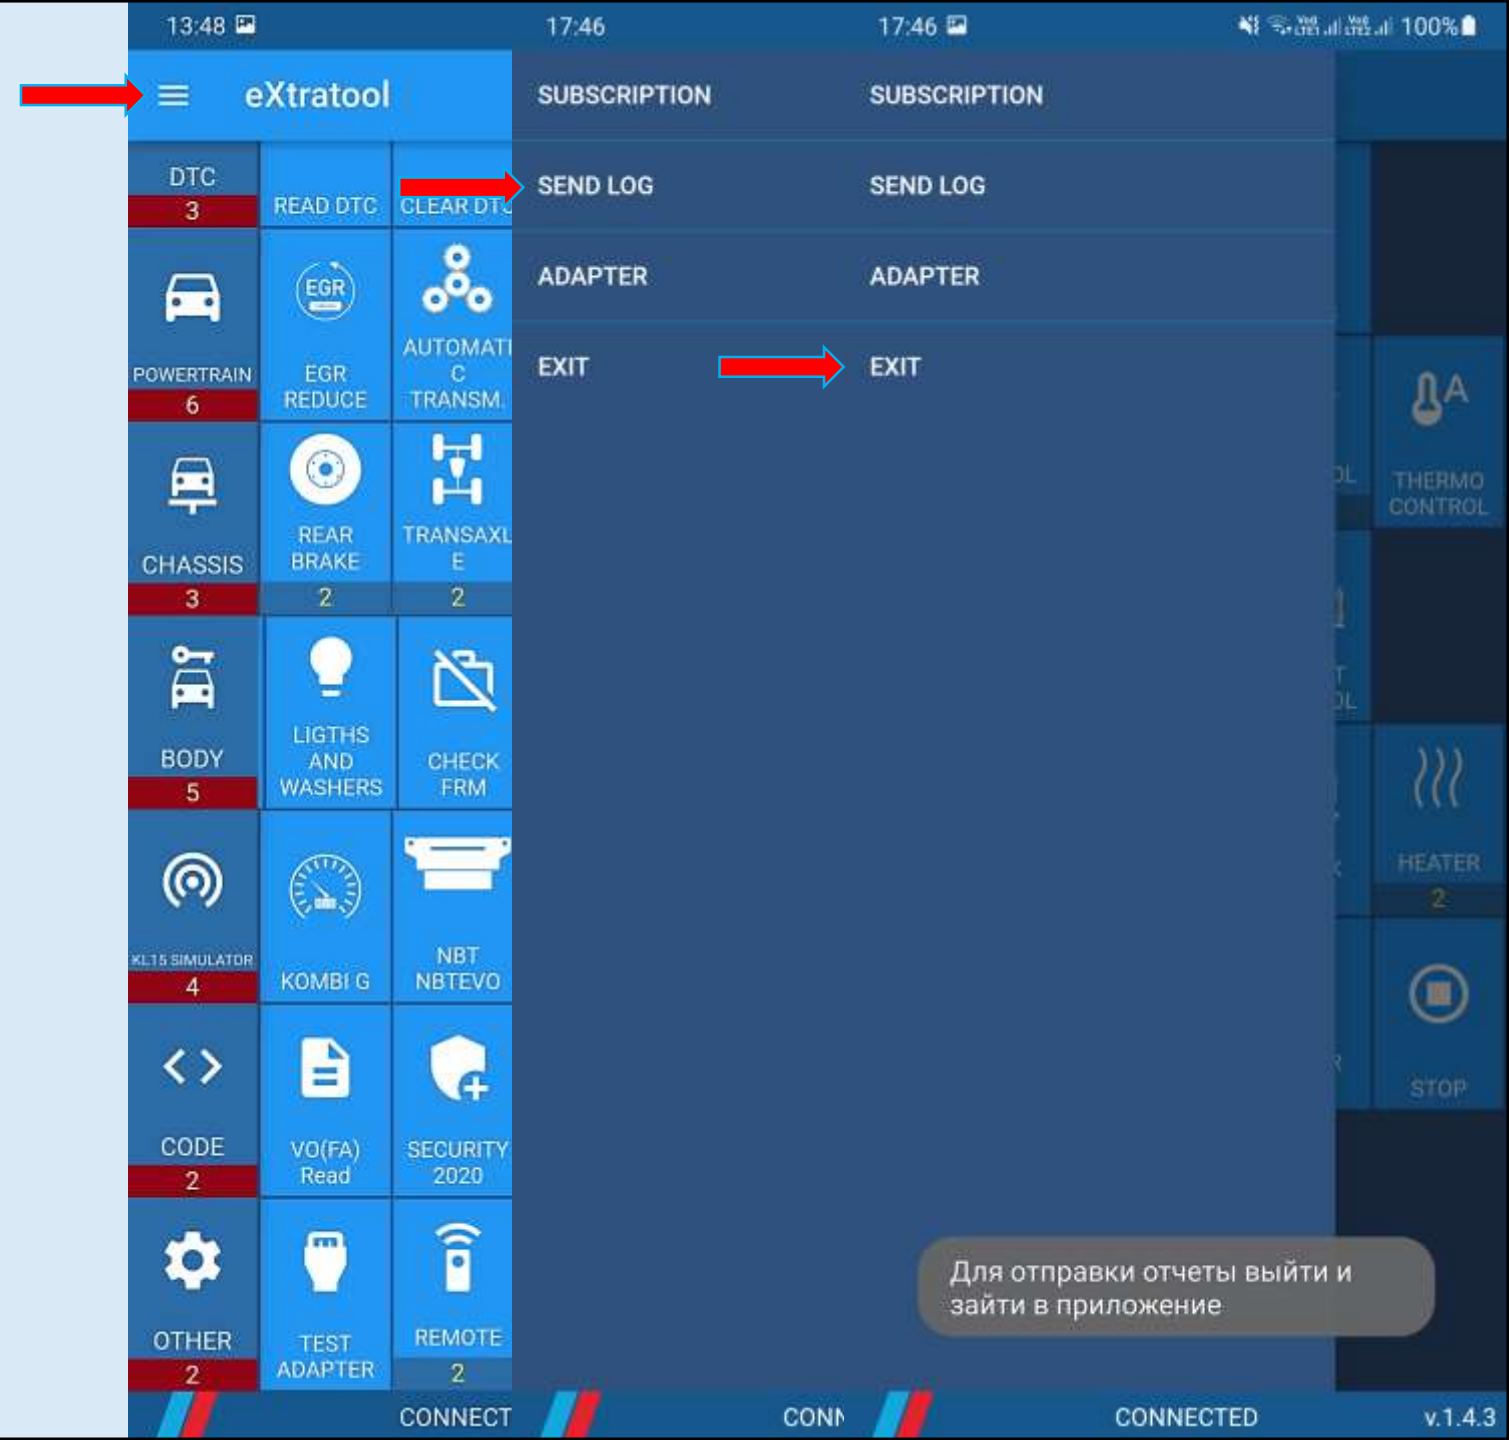 13:48
eXtratool
DTC
3
READ DTC
CLEAR DTC
POWERTRAIN
6
EGR
EGR
REDUCE
AUTOMATI
C
TRANSM.
CHASSIS
3
REAR
BRAKE
2
TRANSAXL
E
2
BODY
5
LIGTHS
AND
WASHERS
CHECK
FRM
KL15 SIMULATOR
4
KOMBI G
NBT
NBTEVO
CODE
2
VO(FA)
Read
SECURITY
2020
OTHER
2
TEST
ADAPTER
REMOTE
2
CONNECT
17:46
SUBSCRIPTION
SEND LOG
ADAPTER
EXIT
CONN
17:46
100%
SUBSCRIPTION
SEND LOG
ADAPTER
EXIT
OL
A
THERMO
CONTROL
T
OL
K
HEATER
2
R
STOP
Для отправки отчеты выйти и
зайти в приложение
CONNECTED
v.1.4.3